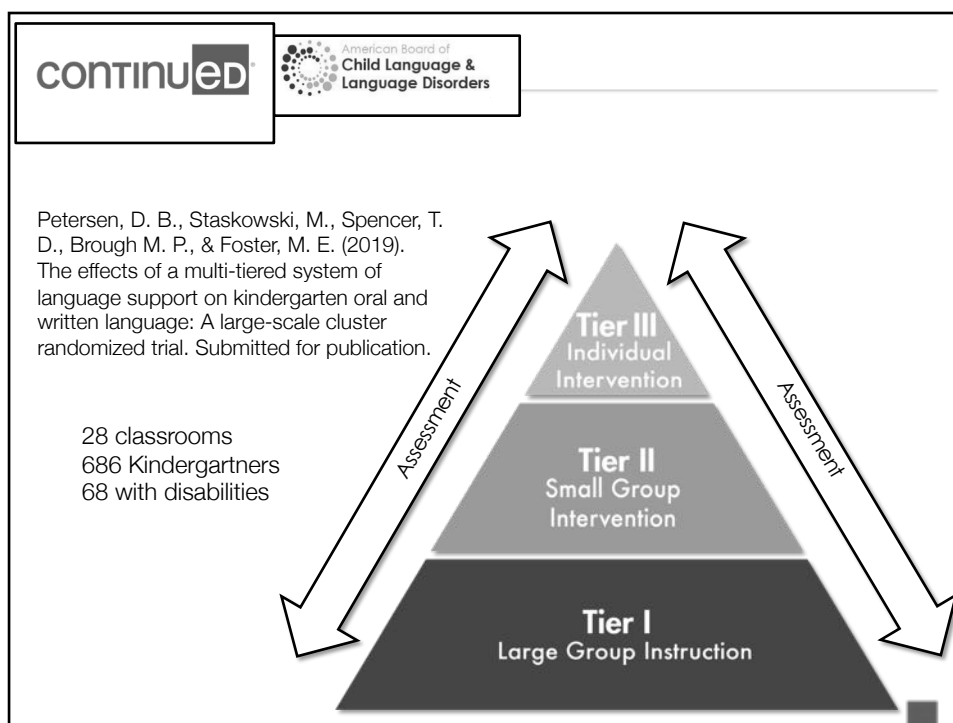 continued
American Board of
Child Language &
Language Disorders
Petersen, D. B., Staskowski, M., Spencer, T.
D., Brough M. P., & Foster, M. E. (2019).
The effects of a multi-tiered system of
language support on kindergarten oral and
written language: A large-scale cluster
randomized trial. Submitted for publication.
28 classrooms
686 Kindergartners
68 with disabilities
Assessment
Tier III
Individual
Intervention
Tier II
Small Group
Intervention
Tier I
Large Group Instruction
Assessment